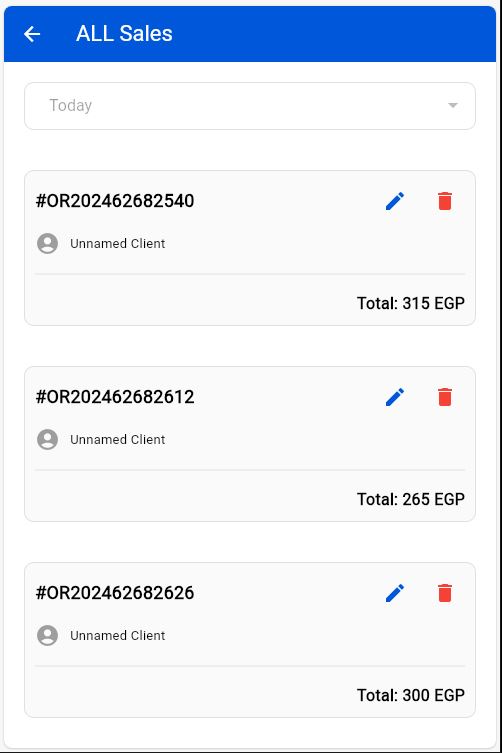 ALL Sales
Today
#OR202462682540
Unnamed Client
Total: 315 EGP
#OR202462682612
Unnamed Client
Total: 265 EGP
#OR202462682626
Unnamed Client
Total: 300 EGP